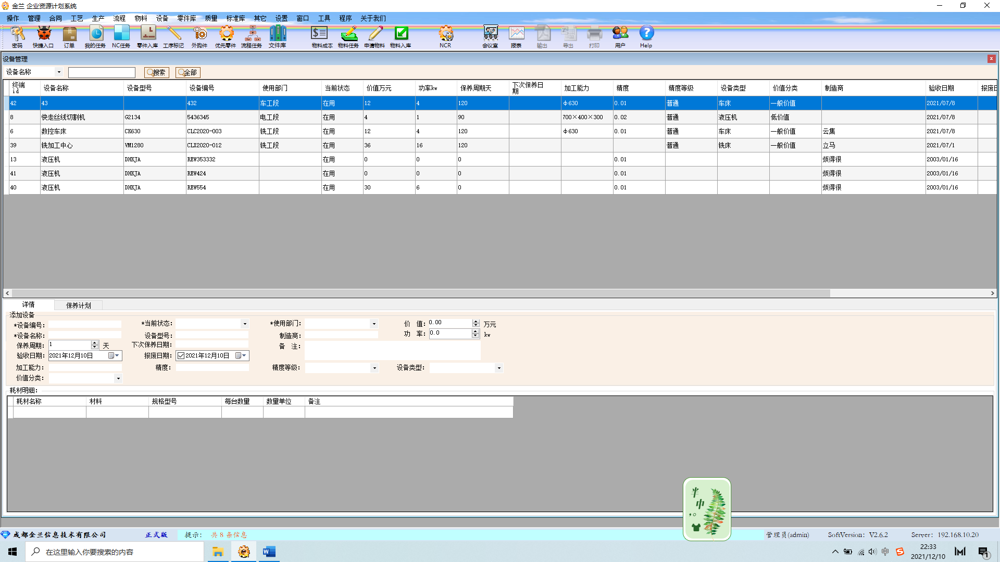 金兰 企业资源计划系统
操作 管理 合同 工艺 生产 流程 物料 设备 零件库 质量 标准库 其它 设置 窗口 工具 程序 关于我们
密码 快捷入口 订单 我的任务 NC任务 零件入库 工序标记 外购件 优先零件 流程任务 文件库 物料成本 物料任务 申请物料 物料入库 NCR 会议室 报表 输出 导出 打印 用户 Help
设备管理
设备名称 搜索 全部
终端id 设备名称 设备型号 设备编号 使用部门 当前状态 价值万元 功率kw 保养周期天 下次保养日期 加工能力 精度 精度等级 设备类型 价值分类 制造商 验收日期 报废日
42 43 432 车工段 在用 12 4 120 φ630 0.01 普通 车床 一般价值 2021/07/8
8 快走丝线切割机 G2134 5436345 电工段 在用 4 1 90 700×400×300 0.02 普通 液压机 低价值 2021/07/8
6 数控车床 CK630 CLC2020-003 铣工段 在用 12 4 120 φ630 0.01 普通 车床 一般价值 云集 2021/07/8
39 铣加工中心 VM1280 CLX2020-012 铣工段 在用 36 16 120 普通 铣床 一般价值 立马 2021/07/1
13 液压机 DHKJA REW353332 在用 0 0 0 0.01 烦得很 2003/01/16
41 液压机 DHKJA REW424 在用 0 0 0 0.01 烦得很 2003/01/16
40 液压机 DHKJA REW554 在用 30 6 0 0.01 烦得很 2003/01/16
详情 保养计划
添加设备
*设备编号: *当前状态: *使用部门: 价 值: 0.00 万元
*设备名称: 设备型号: 制造商: 功 率: 0.0 kw
保养周期: 1 天 下次保养日期: 备 注:
验收日期: 2021年12月10日 报废日期: 2021年12月10日
加工能力: 精度: 精度等级: 设备类型:
价值分类:
耗材明细:
耗材名称 材料 规格型号 每台数量 数量单位 备注
半
中
成都金兰信息技术有限公司 正式版 提示: 共 8 条信息 管理员(admin) SoftVersion: V2.6.2 Server: 192.168.10.20
在这里输入你要搜索的内容 中 22:33
2021/12/10 1